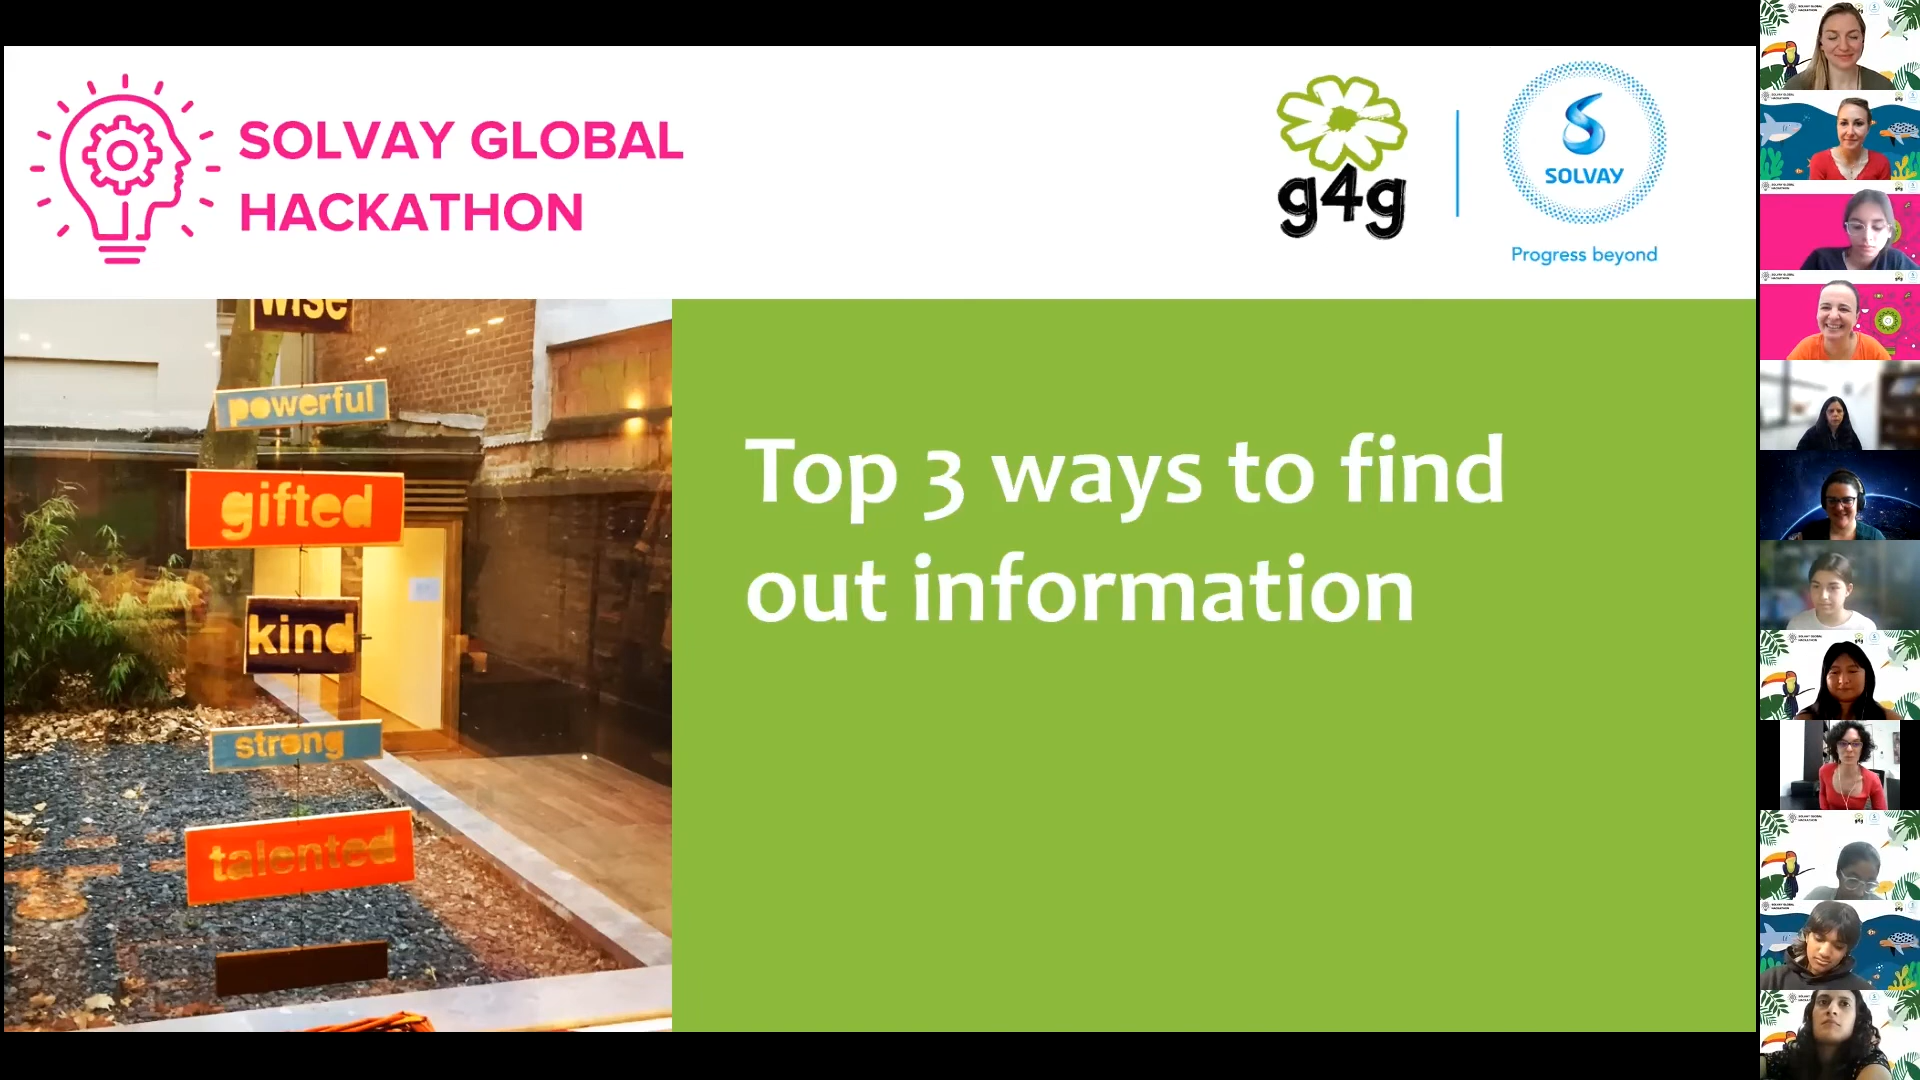 SOLVAY GLOBAL
HACKATHON
g4g
SOLVAY
Progress beyond
wise
powerful
gifted
kind
strong
talented
Top 3 ways to find
out information